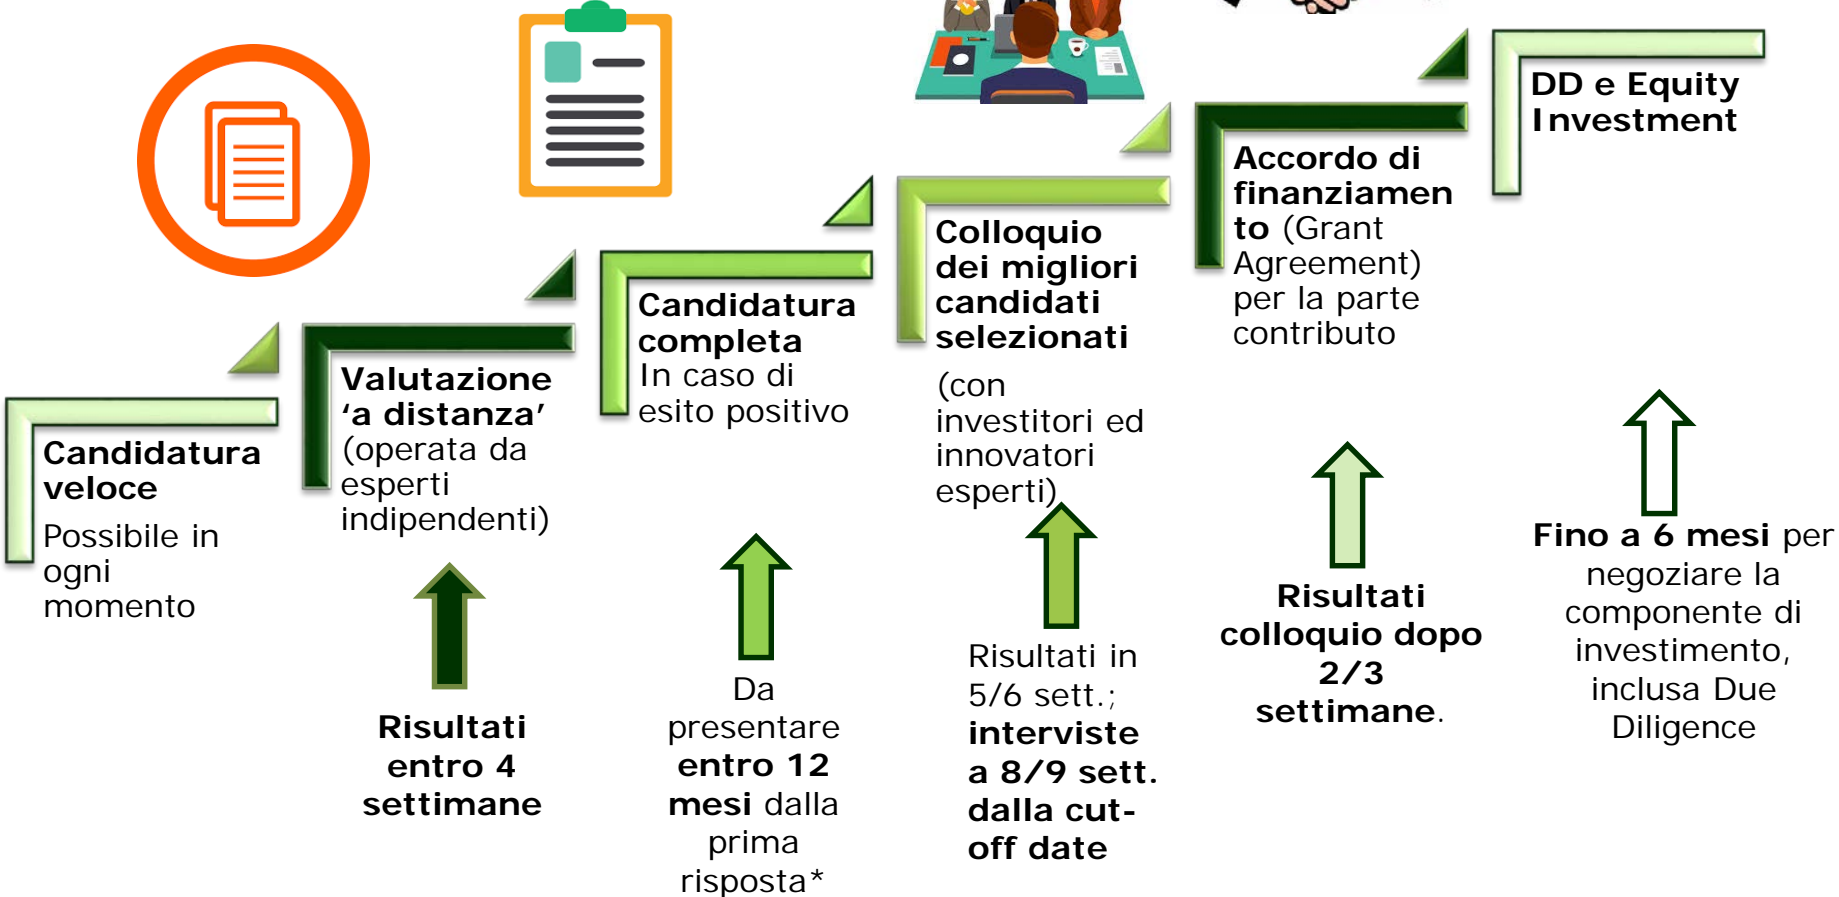 Candidatura
veloce
Possibile in
ogni
momento
Valutazione
‘a distanza’
(operata da
esperti
indipendenti)
Risultati
entro 4
settimane
Candidatura
completa
In caso di
esito positivo
Da
presentare
entro 12
mesi dalla
prima
risposta*
Colloquio
dei migliori
candidati
selezionati
(con
investitori ed
innovatori
esperti)
Risultati in
5/6 sett.;
interviste
a 8/9 sett.
dalla cut-
off date
Accordo di
finanziamen
to (Grant
Agreement)
per la parte
contributo
Risultati
colloquio dopo
2/3
settimane.
DD e Equity
Investment
Fino a 6 mesi per
negoziare la
componente di
investimento,
inclusa Due
Diligence